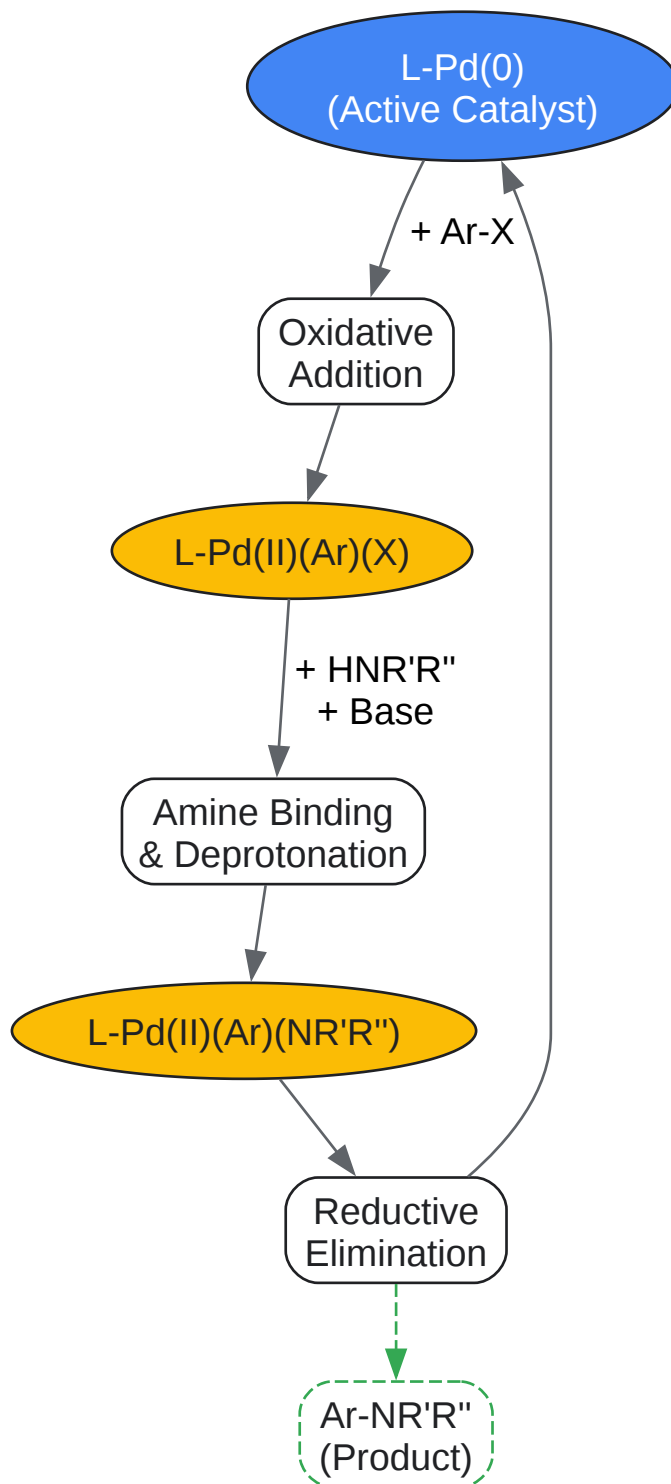 L-Pd(0)
(Active Catalyst)
+ Ar-X
Oxidative
Addition
L-Pd(II)(Ar)(X)
+ HNR'R"
+ Base
Amine Binding
& Deprotonation
L-Pd(II)(Ar)(NR'R")
Reductive
Elimination
Ar-NR'R"
(Product)